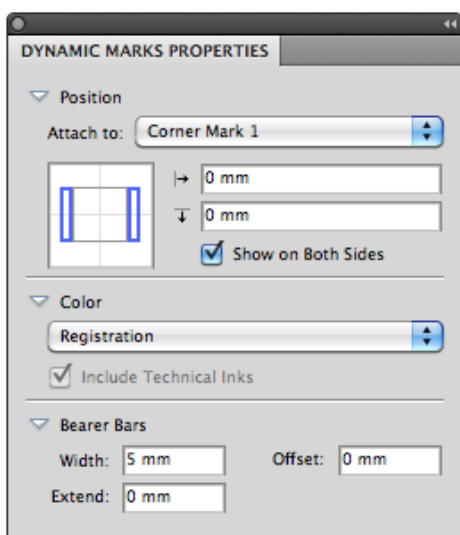 DYNAMIC MARKS PROPERTIES
Position
Attach to: Corner Mark 1
0 mm
0 mm
Show on Both Sides
Color
Registration
Include Technical Inks
Bearer Bars
Width: 5 mm Offset: 0 mm
Extend: 0 mm